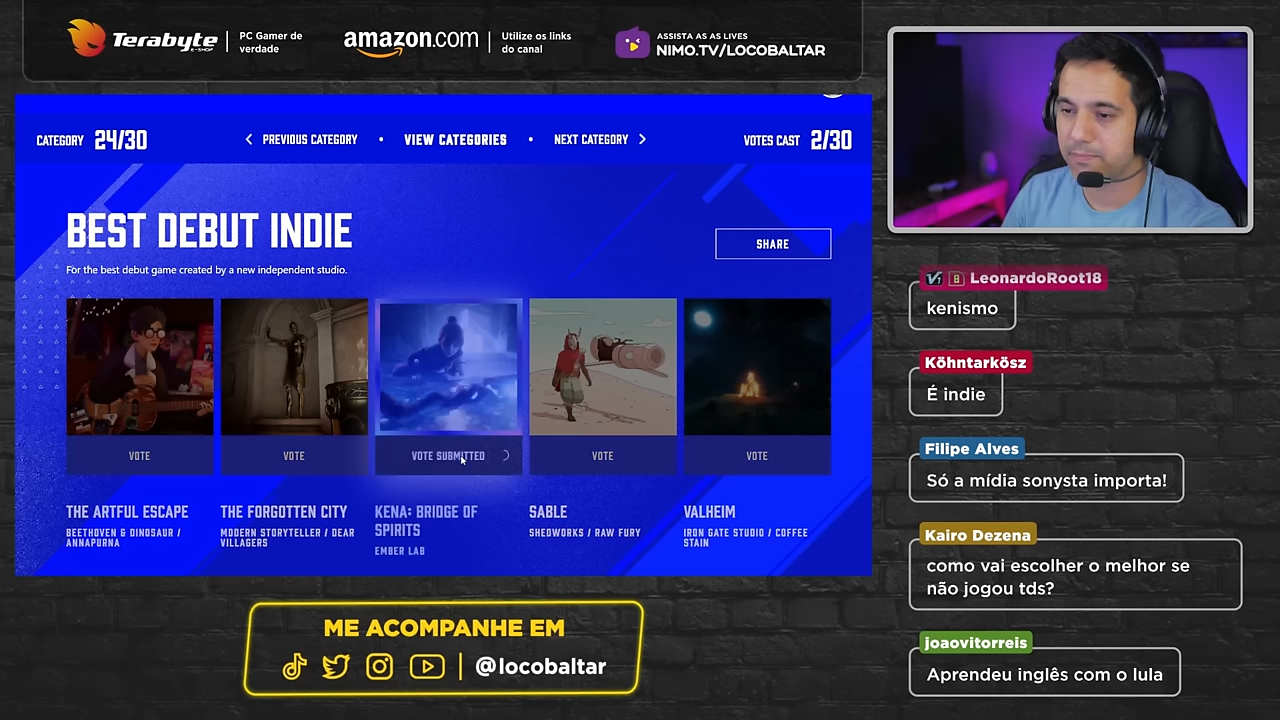 Terabyte
E-SHOP
PC Gamer de
verdade
amazon.com
Utilize os links
do canal
ASSISTA AS AS LIVES
NIMO.TV/LOCOBALTAR
CATEGORY 24/30
PREVIOUS CATEGORY • VIEW CATEGORIES • NEXT CATEGORY
VOTES CAST 2/30
BEST DEBUT INDIE
For the best debut game created by a new independent studio.
SHARE
VOTE
VOTE
VOTE SUBMITTED
VOTE
VOTE
THE ARTFUL ESCAPE
BEETHOVEN & DINOSAUR /
ANNAPURNA
THE FORGOTTEN CITY
MODERN STORYTELLER / DEAR
VILLAGERS
KENA: BRIDGE OF
SPIRITS
EMBER LAB
SABLE
SHEDWORKS / RAW FURY
VALHEIM
IRON GATE STUDIO / COFFEE
STAIN
LeonardoRoot18
kenismo
Köhntarkösz
É indie
Filipe Alves
Só a mídia sonysta importa!
Kairo Dezena
como vai escolher o melhor se
não jogou tds?
joaovitorreis
Aprendeu inglês com o lula
ME ACOMPANHE EM
@locobaltar